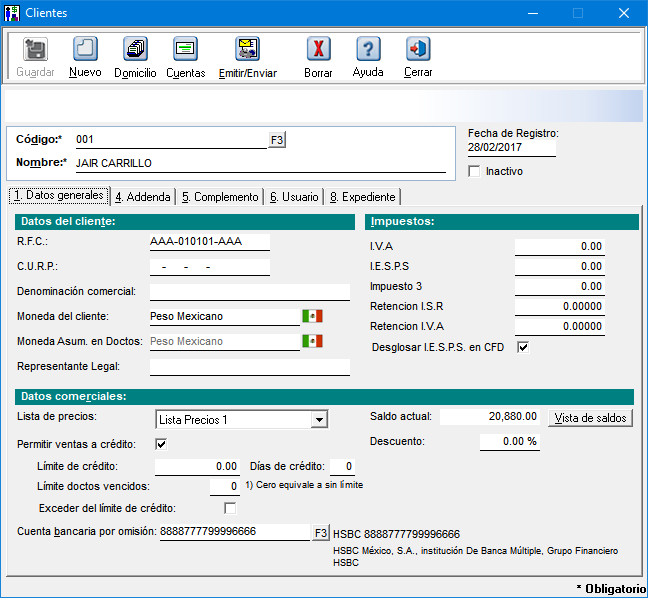 Clientes
Guardar Nuevo Domicilio Cuentas Emitir/Enviar Borrar Ayuda Cerrar
Código:* 001 F3
Nombre:* JAIR CARRILLO
Fecha de Registro:
28/02/2017
Inactivo
1. Datos generales 4. Addenda 5. Complemento 6. Usuario 8. Expediente
Datos del cliente:
R.F.C.: AAA-010101-AAA
C.U.R.P.: - - -
Denominación comercial:
Moneda del cliente: Peso Mexicano
Moneda Asum. en Doctos: Peso Mexicano
Representante Legal:
Impuestos:
I.V.A 0.00
I.E.S.P.S 0.00
Impuesto 3 0.00
Retencion I.S.R 0.00000
Retencion I.V.A 0.00000
Desglosar I.E.S.P.S. en CFD
Datos comerciales:
Lista de precios: Lista Precios 1
Saldo actual: 20,880.00 Vista de saldos
Permitir ventas a crédito:
Descuento: 0.00 %
Límite de crédito: 0.00 Días de crédito: 0
Límite doctos vencidos: 0 1) Cero equivale a sin límite
Exceder del límite de crédito:
Cuenta bancaria por omisión: 8888777799996666 F3 HSBC 8888777799996666
HSBC México, S.A., institución De Banca Múltiple, Grupo Financiero
HSBC
* Obligatorio